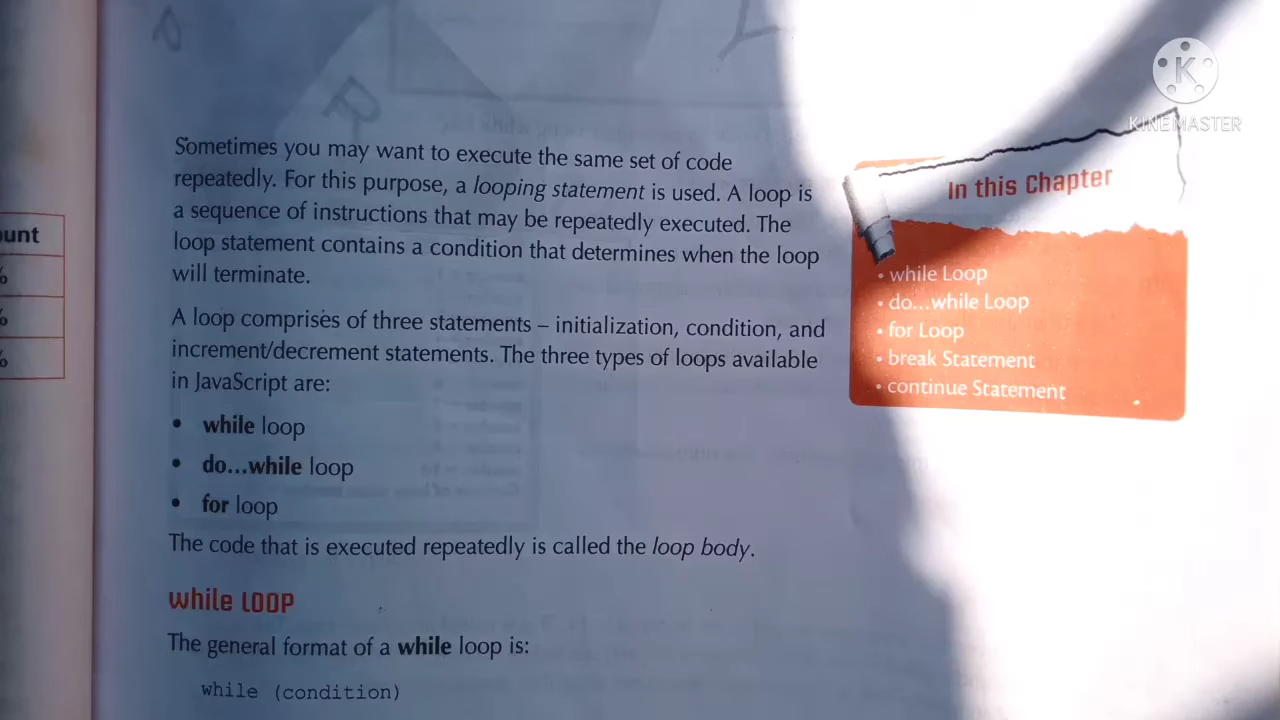 KINEMASTER
Sometimes you may want to execute the same set of code
repeatedly. For this purpose, a looping statement is used. A loop is
a sequence of instructions that may be repeatedly executed. The
loop statement contains a condition that determines when the loop
will terminate.
A loop comprises of three statements – initialization, condition, and
increment/decrement statements. The three types of loops available
in JavaScript are:
• while loop
• do...while loop
• for loop
The code that is executed repeatedly is called the loop body.
while LOOP
The general format of a while loop is:
while (condition)
In this Chapter
• while Loop
• do...while Loop
• for Loop
• break Statement
• continue Statement
%
%
%